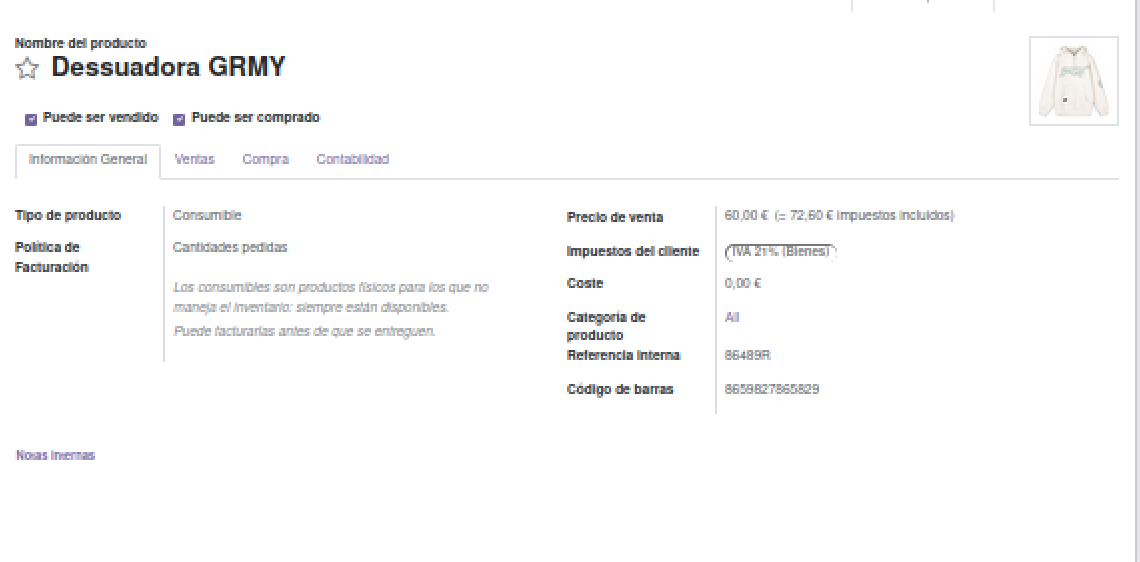 Nombre del producto
Dessuadora GRMY
Puede ser vendido Puede ser comprado
Información General Ventas Compra Contabilidad
Tipo de producto Consumible
Política de Facturación Cantidades pedidas
Los consumibles son productos físicos para los que no
maneja el inventario: siempre están disponibles.
Puede facturarlas antes de que se entreguen.
Precio de venta 60,00 € (= 72,60 € impuestos incluidos)
Impuestos del cliente IVA 21% (Bienes)
Coste 0,00 €
Categoría de producto All
Referencia interna 86489R
Código de barras 8659827865829
Notas internas